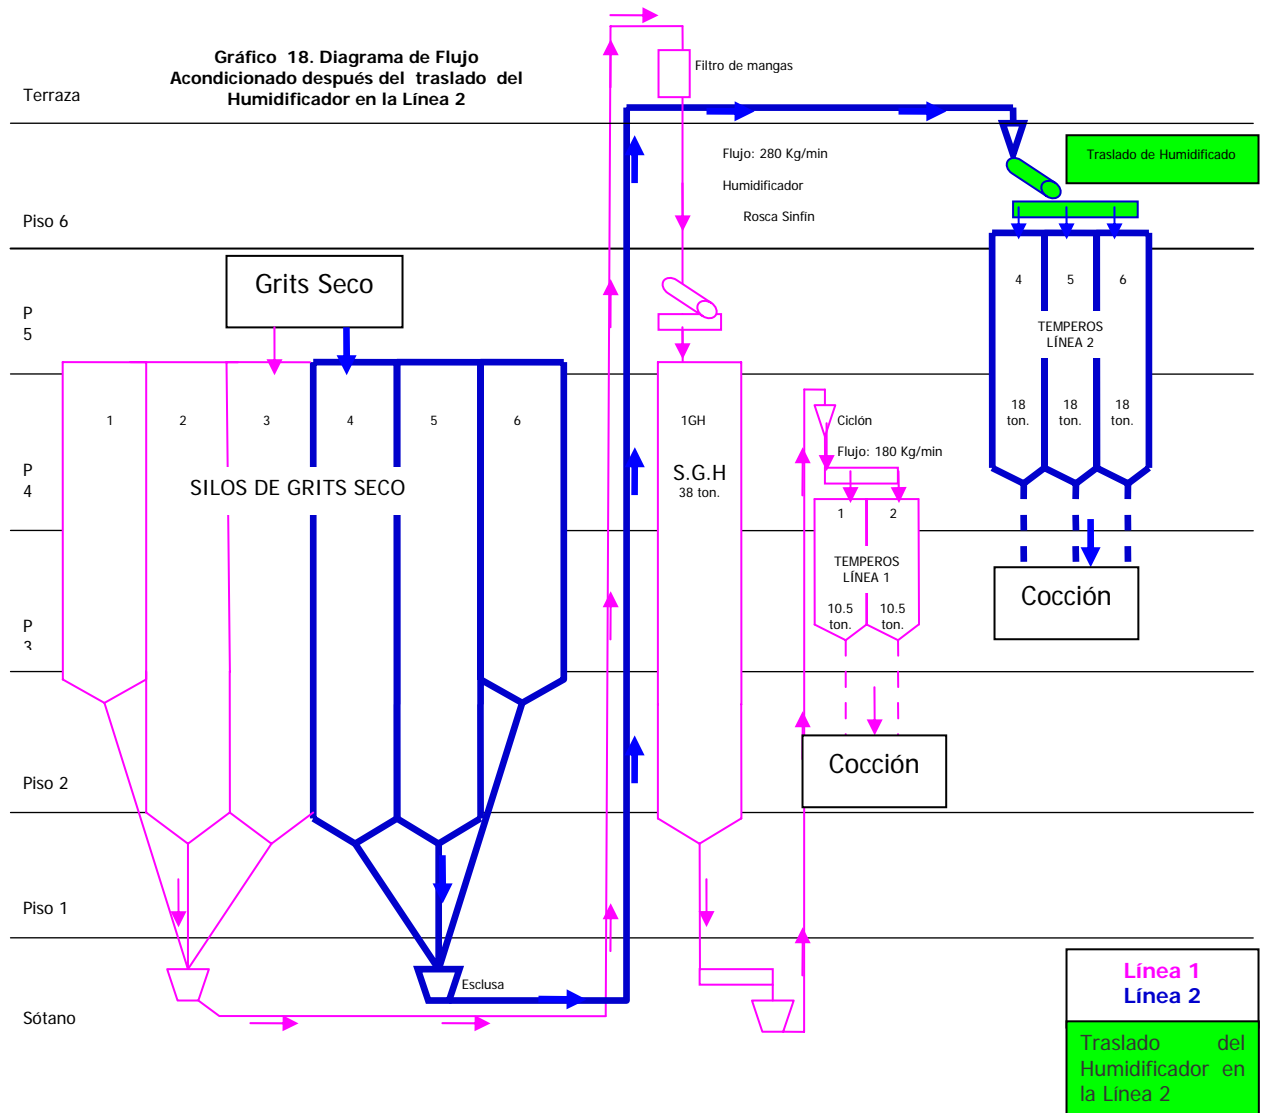 Gráfico 18. Diagrama de Flujo
Acondicionado después del traslado del
Humidificador en la Línea 2
Filtro de mangas
Terraza
Flujo: 280 Kg/min
Traslado de Humidificado
Humidificador
Rosca Sinfín
Piso 6
Grits Seco
P
5
4
5
6
TEMPEROS
LÍNEA 2
18
ton.
18
ton.
18
ton.
1
2
3
4
5
6
1GH
Ciclón
Flujo: 180 Kg/min
P
4
SILOS DE GRITS SECO
S.G.H
38 ton.
1
2
TEMPEROS
LÍNEA 1
10.5
ton.
10.5
ton.
Cocción
P
3
Cocción
Piso 2
Piso 1
Esclusa
Sótano
Línea 1
Línea 2
Traslado del
Humidificador en
la Línea 2